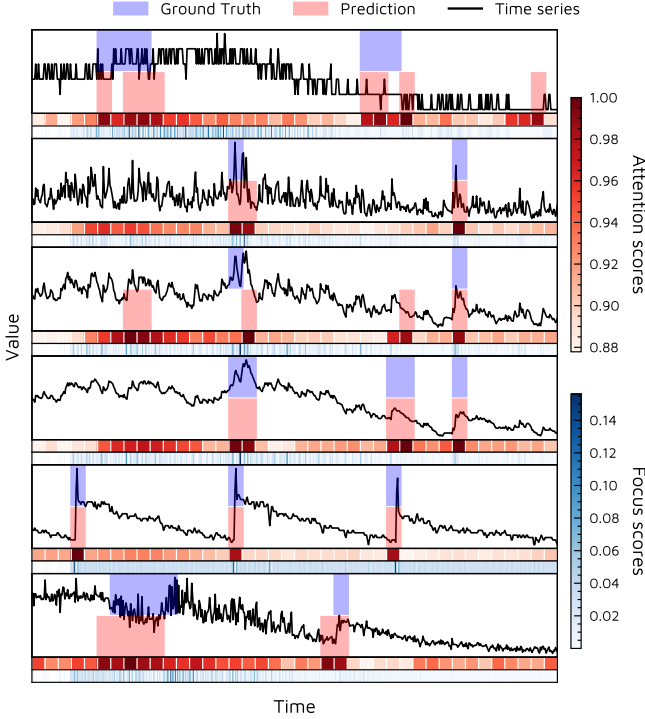 Ground Truth Prediction Time series
Value
Time
1.00
0.98
0.96
0.94
0.92
0.90
0.88
Attention scores
0.14
0.12
0.10
0.08
0.06
0.04
0.02
Focus scores